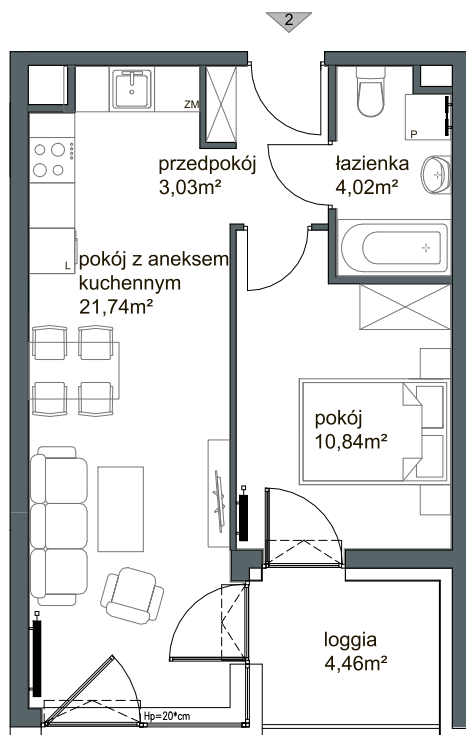 2
ZM
przedpokój
3,03m²
P
łazienka
4,02m²
L
pokój z aneksem
kuchennym
21,74m²
pokój
10,84m²
loggia
4,46m²
Hp=20*cm